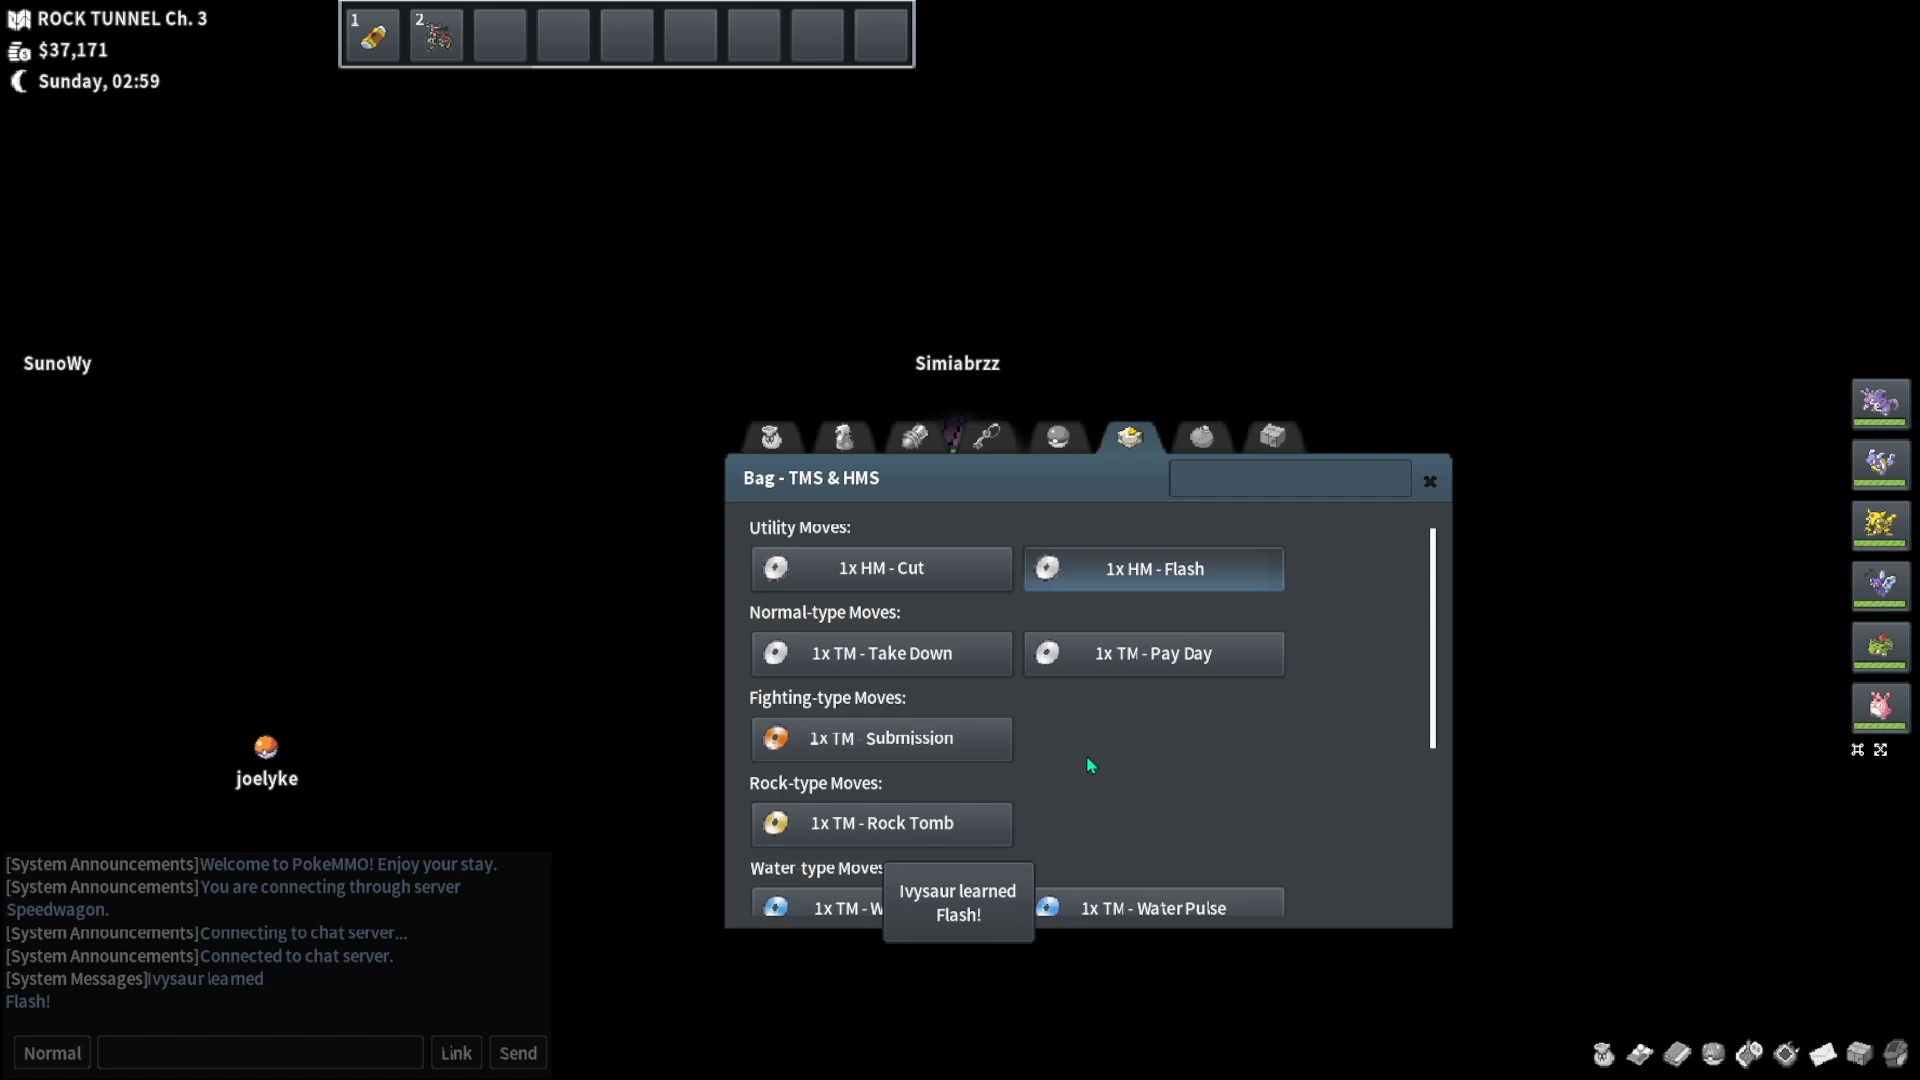 ROCK TUNNEL Ch. 3
$37,171
Sunday, 02:59
1
2
SunoWy
Simiabrzz
Bag - TMS & HMS
Utility Moves:
1x HM - Cut
1x HM - Flash
Normal-type Moves:
1x TM - Take Down
1x TM - Pay Day
Fighting-type Moves:
1x TM - Submission
Rock-type Moves:
1x TM - Rock Tomb
Water-type Moves
1x TM - W
1x TM - Water Pulse
Ivysaur learned
Flash!
joelyke
[System Announcements]Welcome to PokeMMO! Enjoy your stay.
[System Announcements]You are connecting through server
Speedwagon.
[System Announcements]Connecting to chat server...
[System Announcements]Connected to chat server.
[System Messages]Ivysaur learned
Flash!
Normal
Link
Send